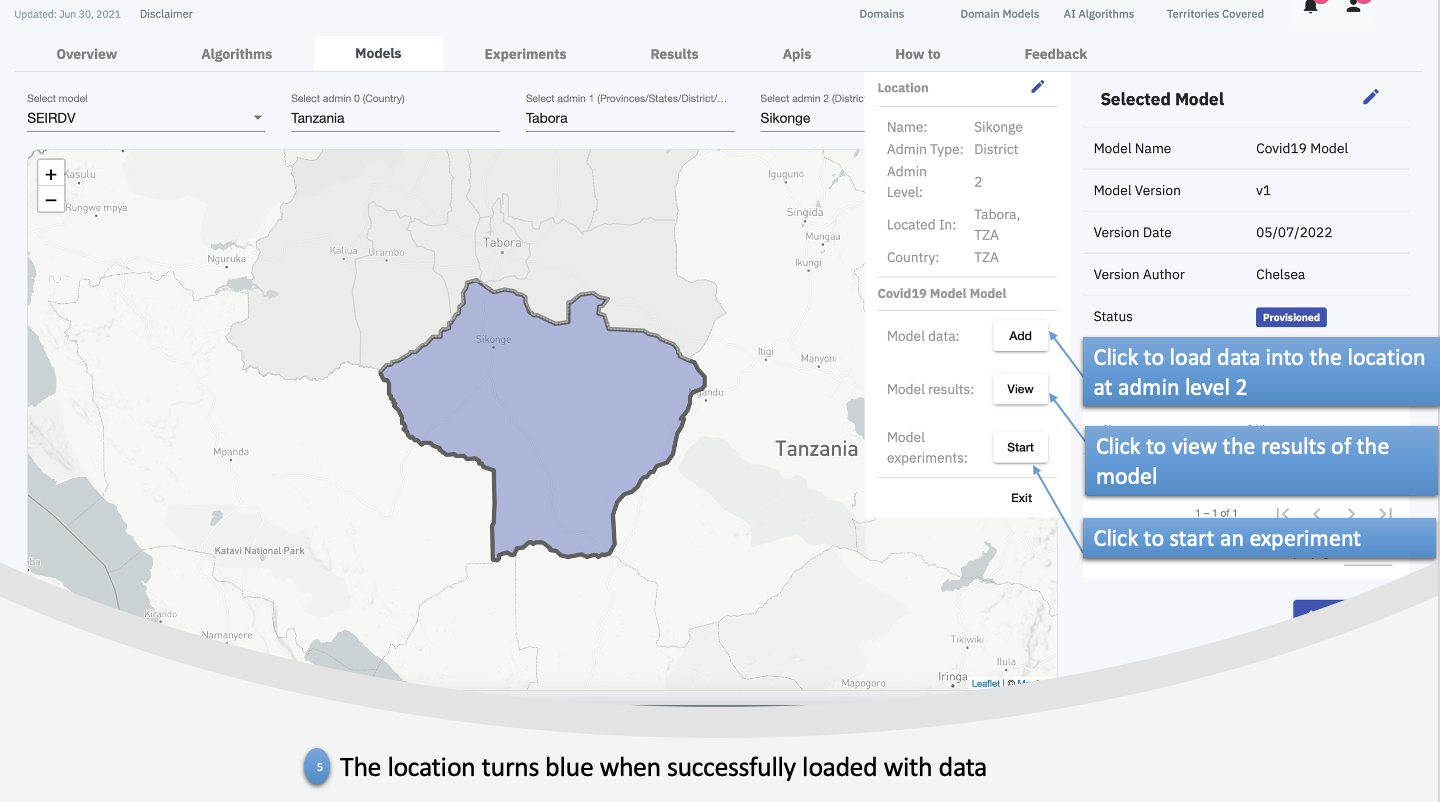 Updated: Jun 30, 2021 Disclaimer Domains Domain Models AI Algorithms Territories Covered
Overview Algorithms Models Experiments Results Apis How to Feedback
Select model
SEIRDV
Select admin 0 (Country)
Tanzania
Select admin 1 (Provinces/States/District/...
Tabora
Select admin 2 (Distric
Sikonge
+
−
Kasulu
Rungwe mpya
Nguruka
Kaliua
Urambo
Tabora
Iguguno
Singida
Mungaa
Ikungi
Sikonge
Itigi
Manyoni
Mpanda
Tanzania
Katavi National Park
Kirando
Namanyere
Tikiwiki
Ilula
Iringa
Mapogoro
Leaflet | ©
Location
Name: Sikonge
Admin Type: District
Admin
Level: 2
Located In: Tabora,
TZA
Country: TZA
Covid19 Model Model
Model data: Add
Model results: View
Model
experiments: Start
Exit
Selected Model
Model Name Covid19 Model
Model Version v1
Version Date 05/07/2022
Version Author Chelsea
Status Provisioned
Click to load data into the location
at admin level 2
Click to view the results of the
model
1 – 1 of 1
Click to start an experiment
5 The location turns blue when successfully loaded with data